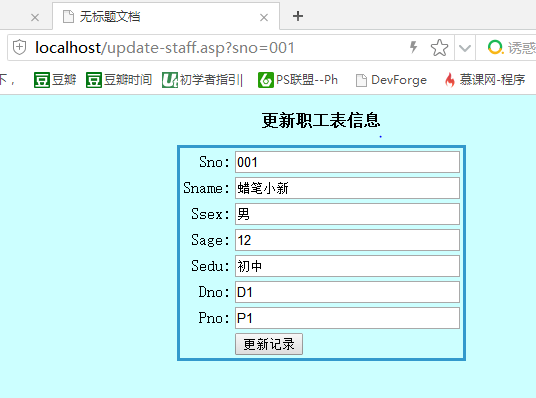 无标题文档
localhost/update-staff.asp?sno=001
诱惑
下，
豆瓣
豆瓣时间
初学者指引|
PS联盟--Ph
DevForge
慕课网-程序
更新职工表信息
Sno: 001
Sname: 蜡笔小新
Ssex: 男
Sage: 12
Sedu: 初中
Dno: D1
Pno: P1
更新记录